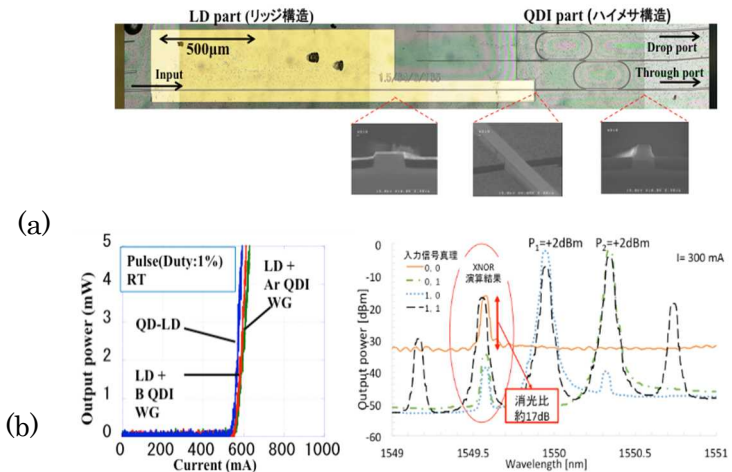 LD part (リッジ構造)
QDI part (ハイメサ構造)
500μm
Input
Drop port
Through port
(a)
5
4
3
2
1
0
Output power (mW)
Pulse(Duty:1%)
RT
QD-LD
LD +
Ar QDI
WG
LD +
B QDI
WG
0 200 400 600 800 1000
Current (mA)
(b)
0
-10
-20
-30
-40
-50
-60
Output power [dBm]
入力信号真理
0, 0
0, 1
1, 0
1, 1
XNOR
演算結果
P1=+2dBm
P2=+2dBm
I= 300 mA
消光比
約17dB
1549 1549.5 1550 1550.5 1551
Wavelength [nm]